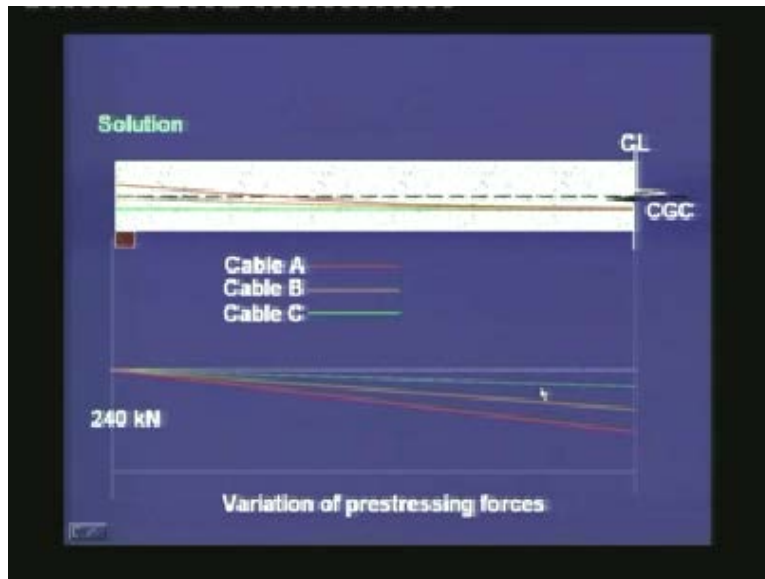 Solution
CL
CGC
Cable A
Cable B
Cable C
240 kN
Variation of prestressing forces